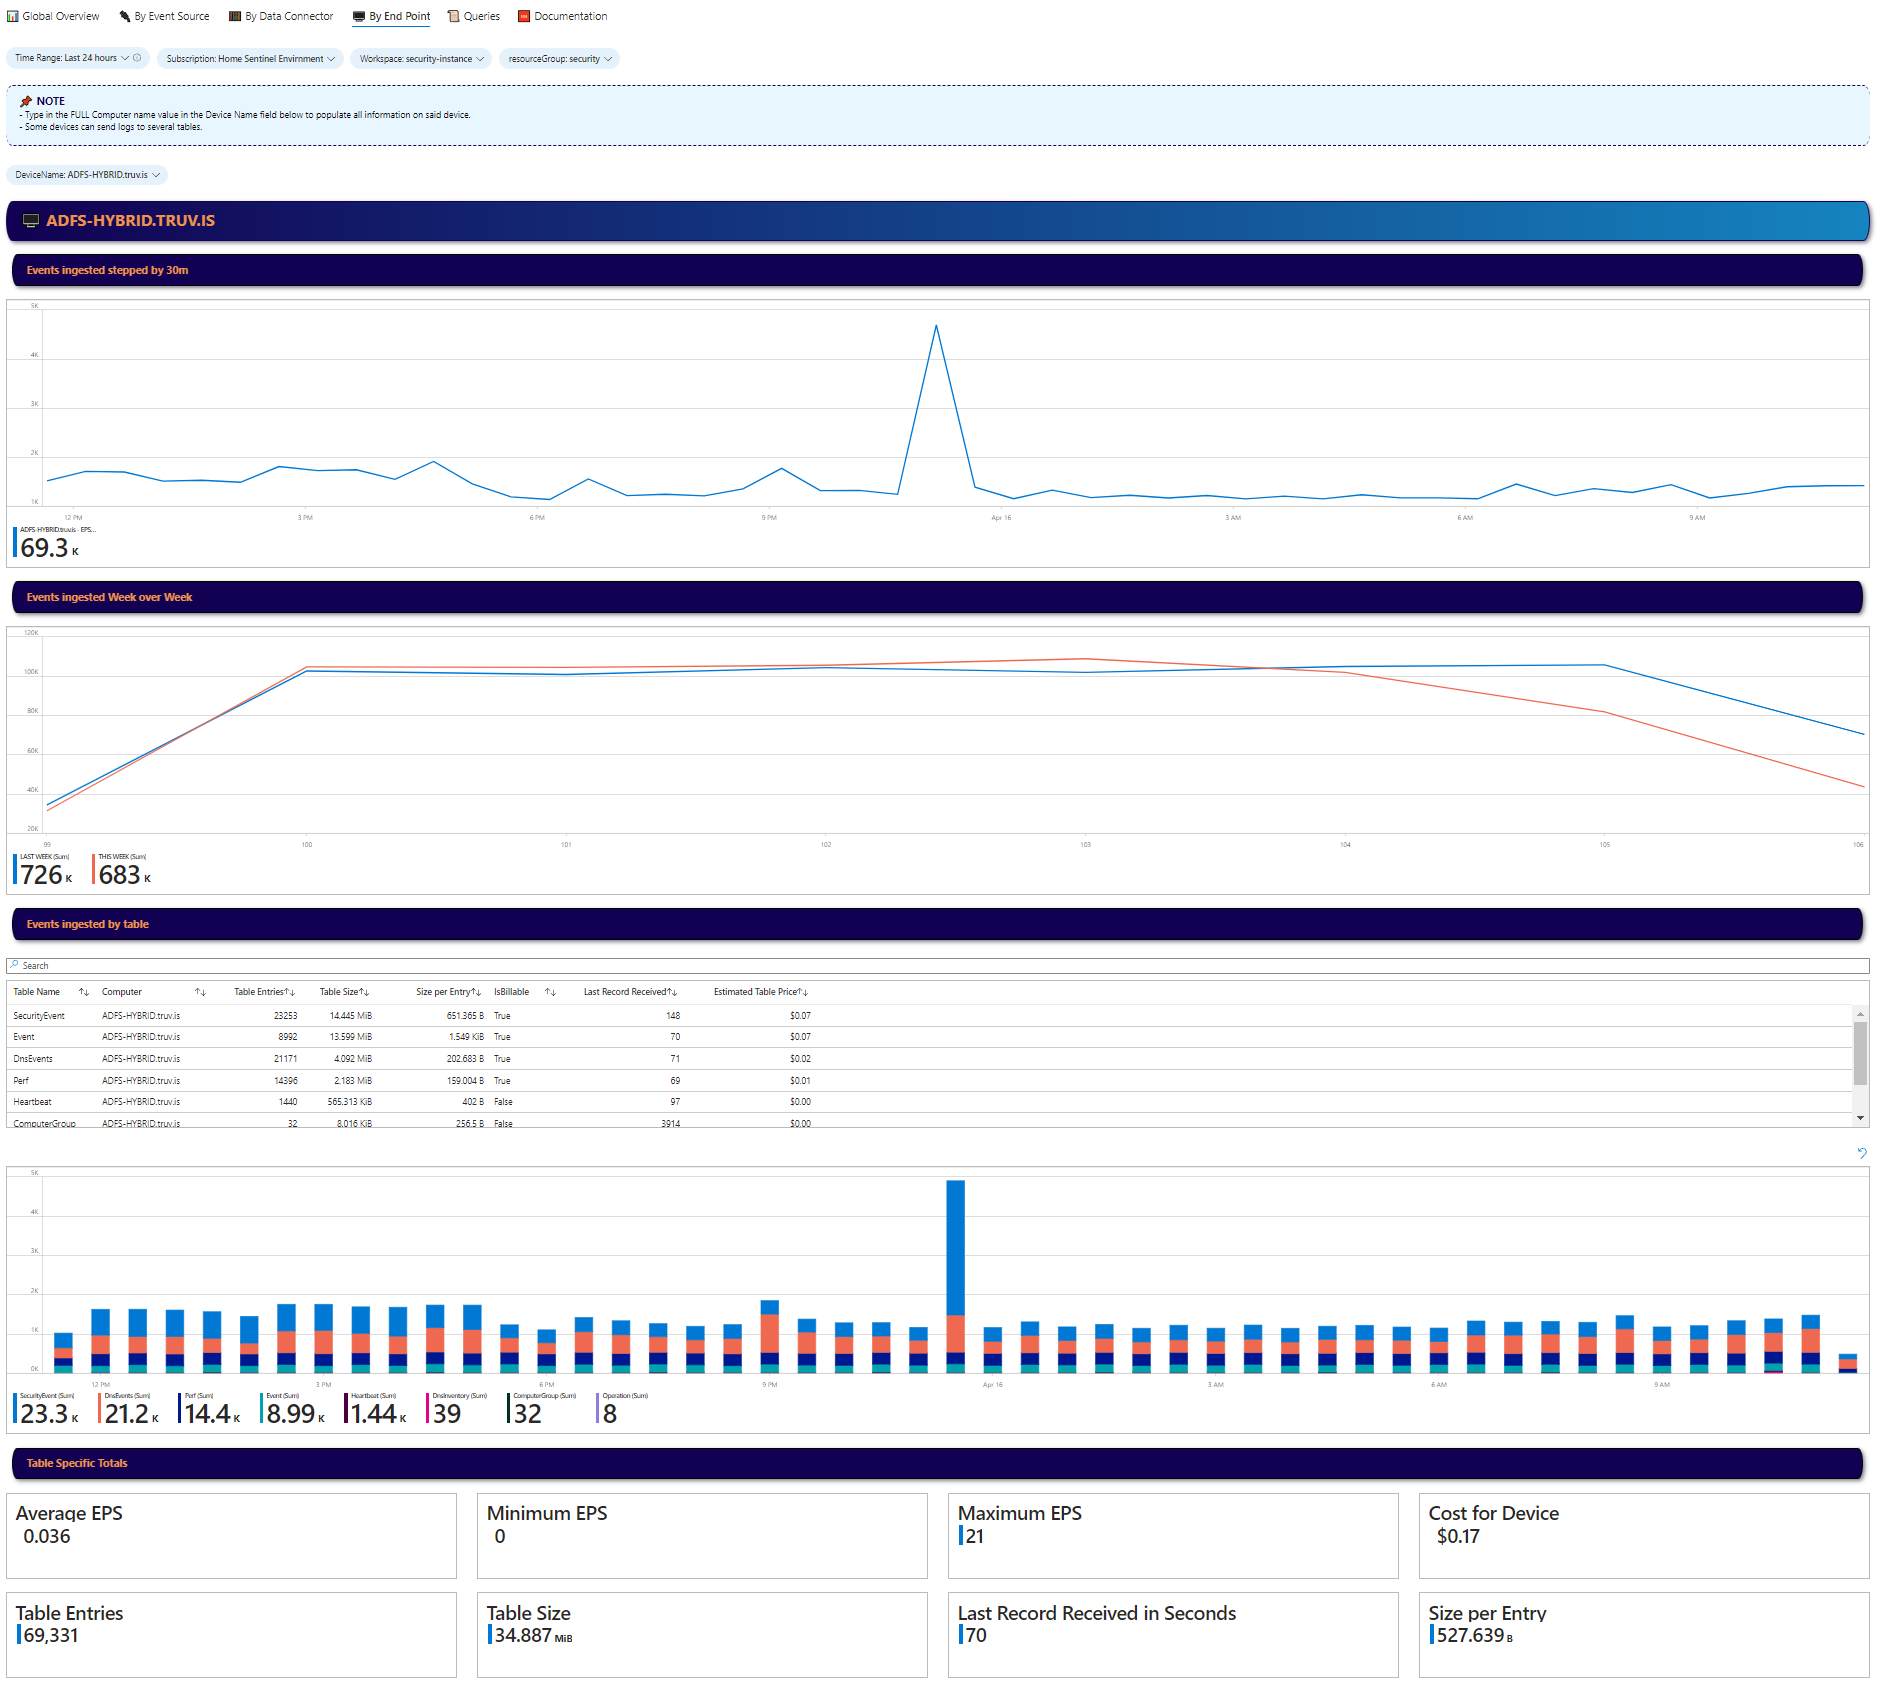 Global Overview By Event Source By Data Connector By End Point Queries Documentation
Time Range: Last 24 hours Subscription: Home Sentinel Envirnment Workspace: security-instance resourceGroup: security
NOTE
- Type in the FULL Computer name value in the Device Name field below to populate all information on said device.
- Some devices can send logs to several tables.
DeviceName: ADFS-HYBRID.truv.is
ADFS-HYBRID.TRUV.IS
Events ingested stepped by 30m
5K
4K
3K
2K
1K
12 PM 3 PM 6 PM 9 PM Apr 16 3 AM 6 AM 9 AM
ADFS-HYBRID.truv.is - EPS...
69.3 K
Events ingested Week over Week
120K
100K
80K
60K
40K
20K
99 100 101 102 103 104 105 106
LAST WEEK (Sum) THIS WEEK (Sum)
726 K 683 K
Events ingested by table
Search
Table Name Computer Table Entries Table Size Size per Entry IsBillable Last Record Received Estimated Table Price
SecurityEvent ADFS-HYBRID.truv.is 23253 14.445 MiB 651.365 B True 148 $0.07
Event ADFS-HYBRID.truv.is 8992 13.599 MiB 1.549 KiB True 70 $0.07
DnsEvents ADFS-HYBRID.truv.is 21171 4.092 MiB 202.683 B True 71 $0.02
Perf ADFS-HYBRID.truv.is 14396 2.183 MiB 159.004 B True 69 $0.01
Heartbeat ADFS-HYBRID.truv.is 1440 565.313 KiB 402 B False 97 $0.00
ComputerGroup ADFS-HYBRID.truv.is 32 8.016 KiB 256.5 B False 3914 $0.00
5K
4K
3K
2K
1K
0K
12 PM 3 PM 6 PM 9 PM Apr 16 3 AM 6 AM 9 AM
SecurityEvent (Sum) DnsEvents (Sum) Perf (Sum) Event (Sum) Heartbeat (Sum) DnsInventory (Sum) ComputerGroup (Sum) Operation (Sum)
23.3 K 21.2 K 14.4 K 8.99 K 1.44 K 39 32 8
Table Specific Totals
Average EPS Minimum EPS Maximum EPS Cost for Device
0.036 0 21 $0.17
Table Entries Table Size Last Record Received in Seconds Size per Entry
69,331 34.887 MiB 70 527.639 B